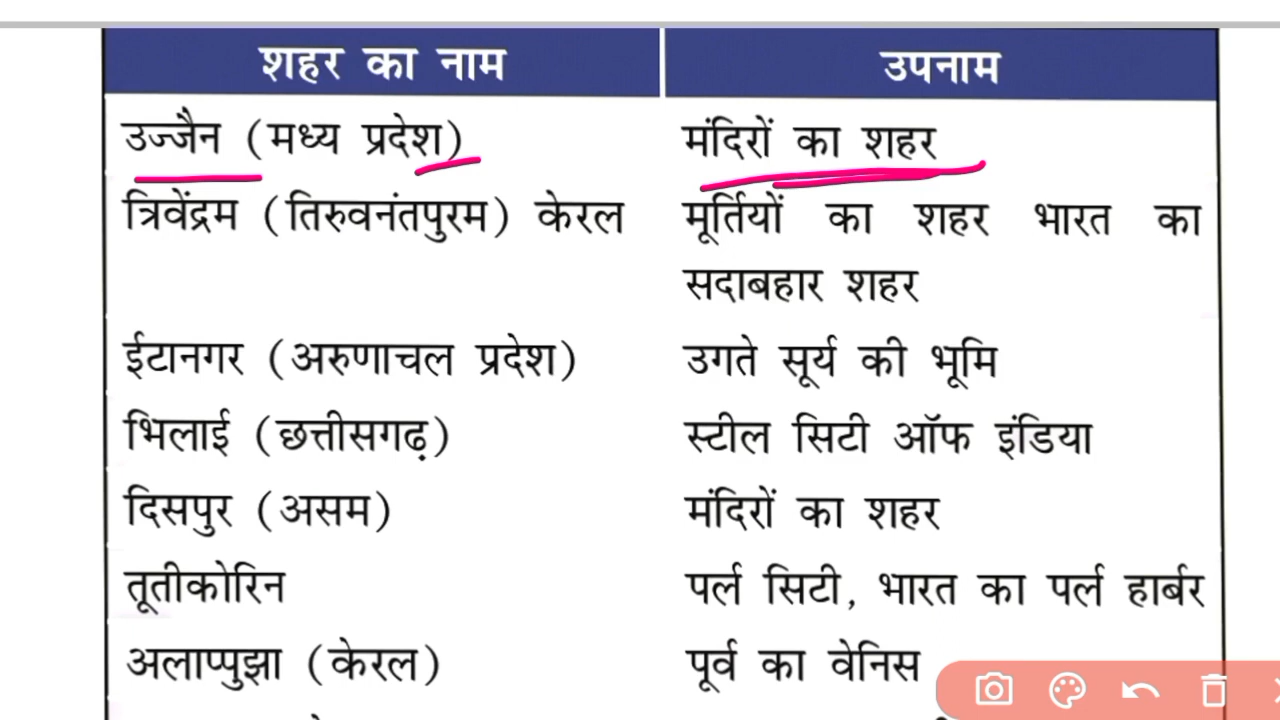 शहर का नाम उपनाम
उज्जैन (मध्य प्रदेश) मंदिरों का शहर
त्रिवेंद्रम (तिरुवनंतपुरम) केरल मूर्तियों का शहर भारत का
सदाबहार शहर
ईटानगर (अरुणाचल प्रदेश) उगते सूर्य की भूमि
भिलाई (छत्तीसगढ़) स्टील सिटी ऑफ इंडिया
दिसपुर (असम) मंदिरों का शहर
तूतीकोरिन पर्ल सिटी, भारत का पर्ल हार्बर
अलाप्पुझा (केरल) पूर्व का वेनिस